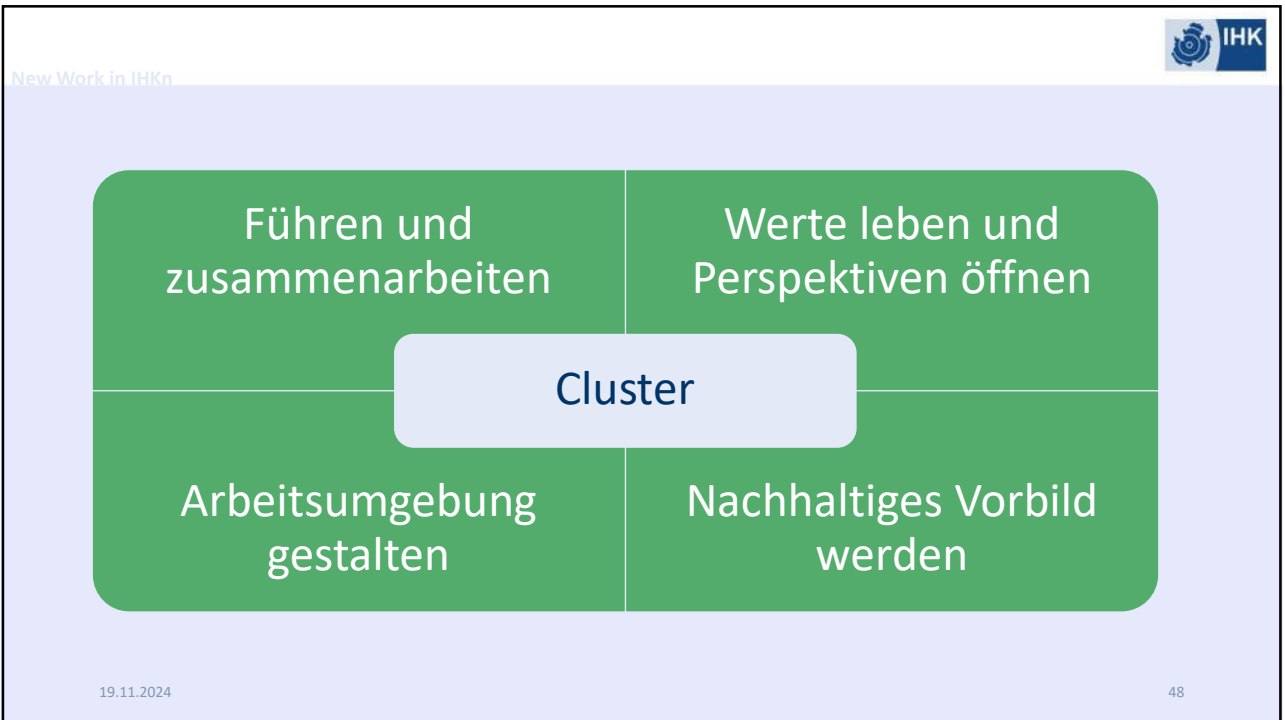 IHK
New Work in IHKn
Führen und
zusammenarbeiten
Werte leben und
Perspektiven öffnen
Cluster
Arbeitsumgebung
gestalten
Nachhaltiges Vorbild
werden
19.11.2024
48